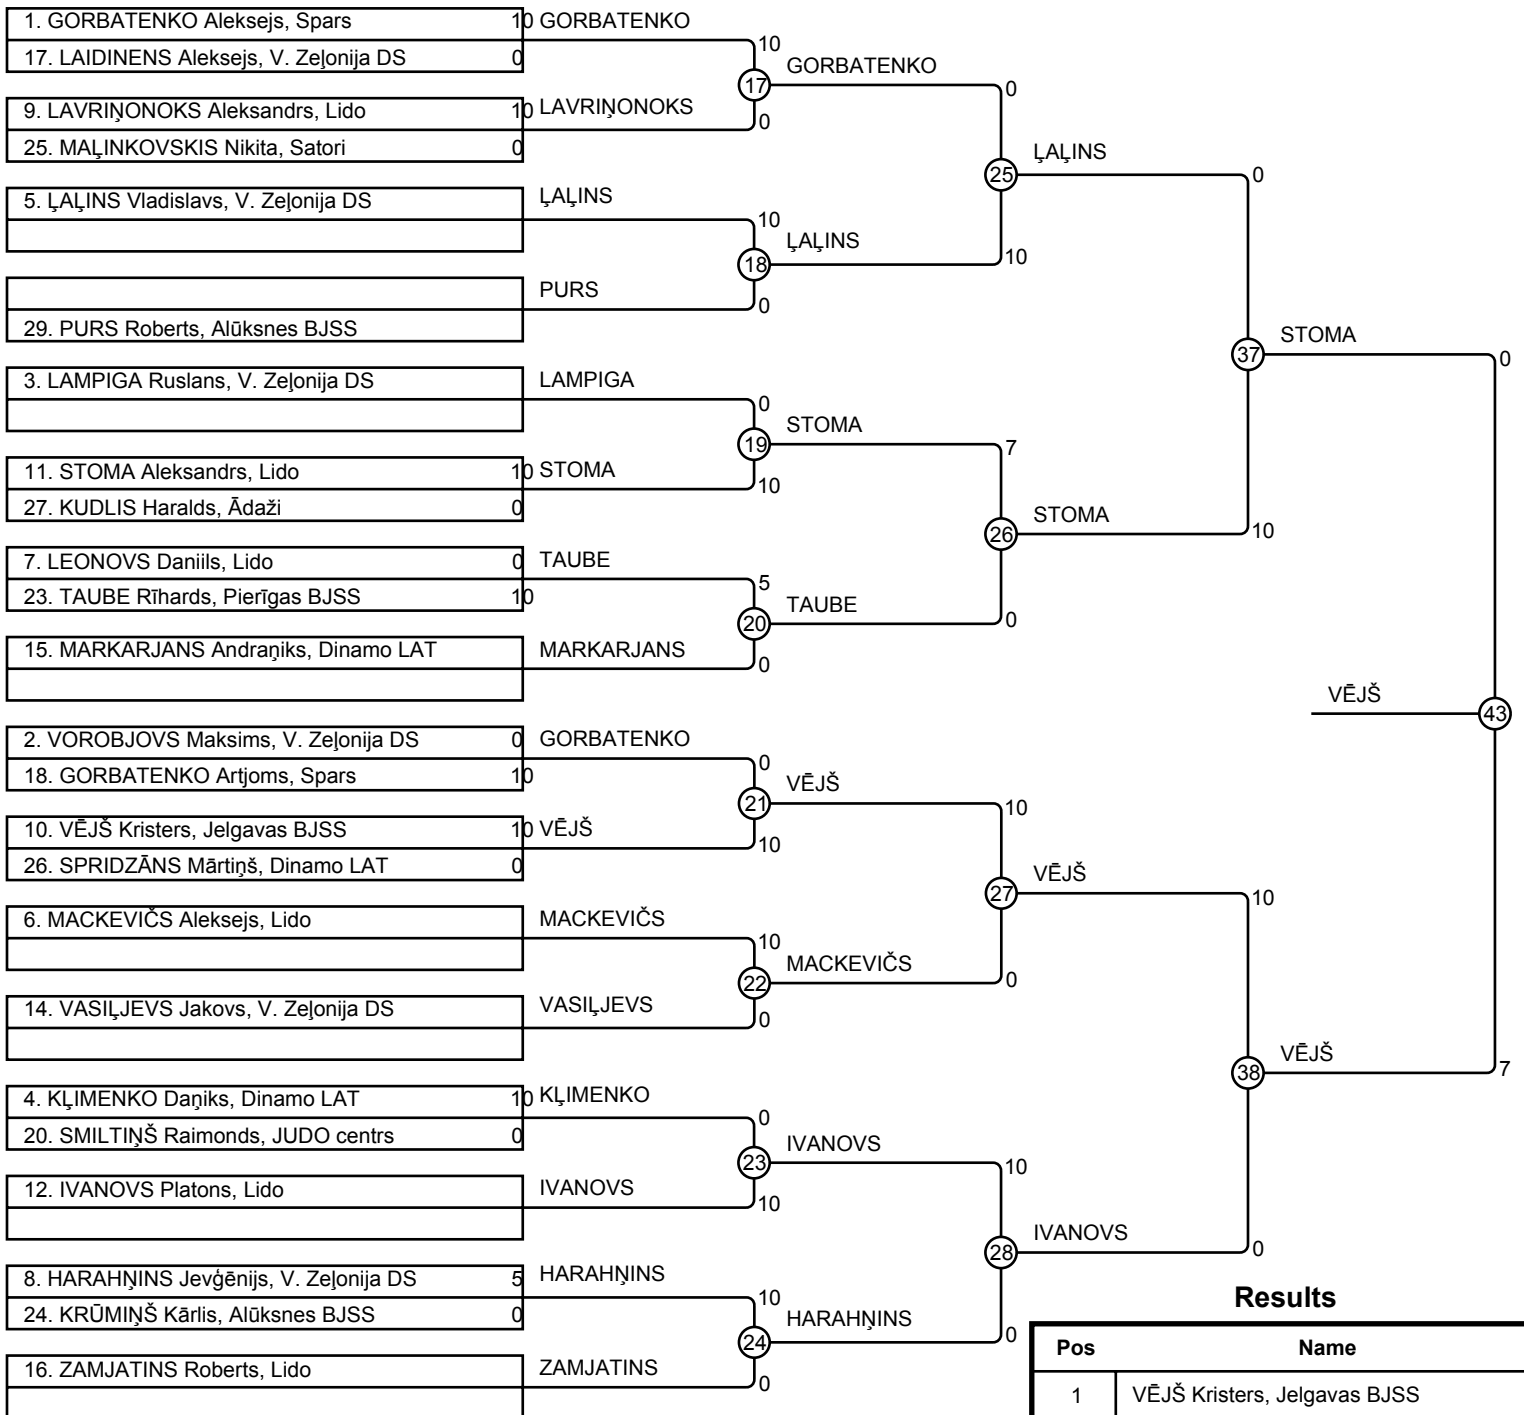 1. GORBATENKO Aleksejs, Spars 10
17. LAIDINENS Aleksejs, V. Zeļonija DS 0
9. LAVRIŅONOKS Aleksandrs, Lido 10
25. MAĻINKOVSKIS Nikita, Satori 0
5. ĻAĻINS Vladislavs, V. Zeļonija DS
29. PURS Roberts, Alūksnes BJSS
3. LAMPIGA Ruslans, V. Zeļonija DS
11. STOMA Aleksandrs, Lido 10
27. KUDLIS Haralds, Ādaži 0
7. LEONOVS Daniils, Lido 0
23. TAUBE Rīhards, Pierīgas BJSS 10
15. MARKARJANS Andraņiks, Dinamo LAT
2. VOROBJOVS Maksims, V. Zeļonija DS 0
18. GORBATENKO Artjoms, Spars 10
10. VĒJŠ Kristers, Jelgavas BJSS 10
26. SPRIDZĀNS Mārtiņš, Dinamo LAT 0
6. MACKEVIČS Aleksejs, Lido
14. VASIĻJEVS Jakovs, V. Zeļonija DS
4. KĻIMENKO Daņiks, Dinamo LAT 10
20. SMILTIŅŠ Raimonds, JUDO centrs 0
12. IVANOVS Platons, Lido
8. HARAHŅINS Jevģēnijs, V. Zeļonija DS 5
24. KRŪMIŅŠ Kārlis, Alūksnes BJSS 0
16. ZAMJATINS Roberts, Lido
GORBATENKO
10
17
LAVRIŅONOKS
0
ĻAĻINS
10
18
PURS
0
LAMPIGA
0
19
STOMA
10
TAUBE
5
20
MARKARJANS
0
GORBATENKO
0
21
VĒJŠ
10
MACKEVIČS
10
22
VASIĻJEVS
0
KĻIMENKO
0
23
IVANOVS
10
HARAHŅINS
10
24
ZAMJATINS
0
GORBATENKO
0
25
ĻAĻINS
10
STOMA
7
26
TAUBE
0
VĒJŠ
10
27
MACKEVIČS
0
IVANOVS
10
28
HARAHŅINS
0
ĻAĻINS
0
37
STOMA
10
VĒJŠ
10
38
IVANOVS
0
STOMA
0
VĒJŠ
43
VĒJŠ
7
Results
Pos Name
1 VĒJŠ Kristers, Jelgavas BJSS